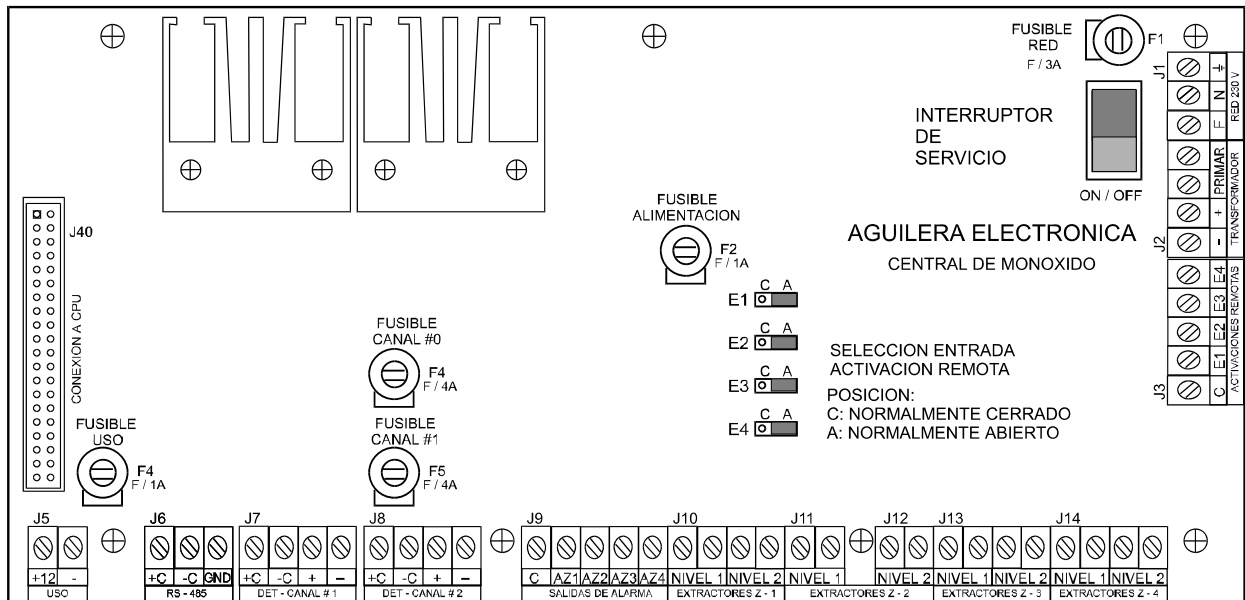 FUSIBLE
RED
F / 3A
F1
J1
⏚
N
F
RED 230 V
INTERRUPTOR
DE
SERVICIO
ON / OFF
PRIMAR
+
-
TRANSFORMADOR
J2
FUSIBLE
ALIMENTACION
F2
F / 1A
AGUILERA ELECTRONICA
CENTRAL DE MONOXIDO
J40
CONEXION A CPU
E4
E3
E2
E1
C
ACTIVACIONES REMOTAS
J3
C A
E1
C A
E2
C A
E3
C A
E4
SELECCION ENTRADA
ACTIVACION REMOTA
POSICION:
C: NORMALMENTE CERRADO
A: NORMALMENTE ABIERTO
FUSIBLE
CANAL #0
F4
F / 4A
FUSIBLE
CANAL #1
F5
F / 4A
FUSIBLE
USO
F4
F / 1A
J5
+12 -
USO
J6
+C -C GND
RS - 485
J7
+C -C + –
DET - CANAL # 1
J8
+C -C + –
DET - CANAL # 2
J9
C AZ1 AZ2 AZ3 AZ4
SALIDAS DE ALARMA
J10
NIVEL 1 NIVEL 2
EXTRACTORES Z - 1
J11
NIVEL 1
EXTRACTORES Z - 2
J12
NIVEL 2
J13
NIVEL 1 NIVEL 2
EXTRACTORES Z - 3
J14
NIVEL 1 NIVEL 2
EXTRACTORES Z - 4